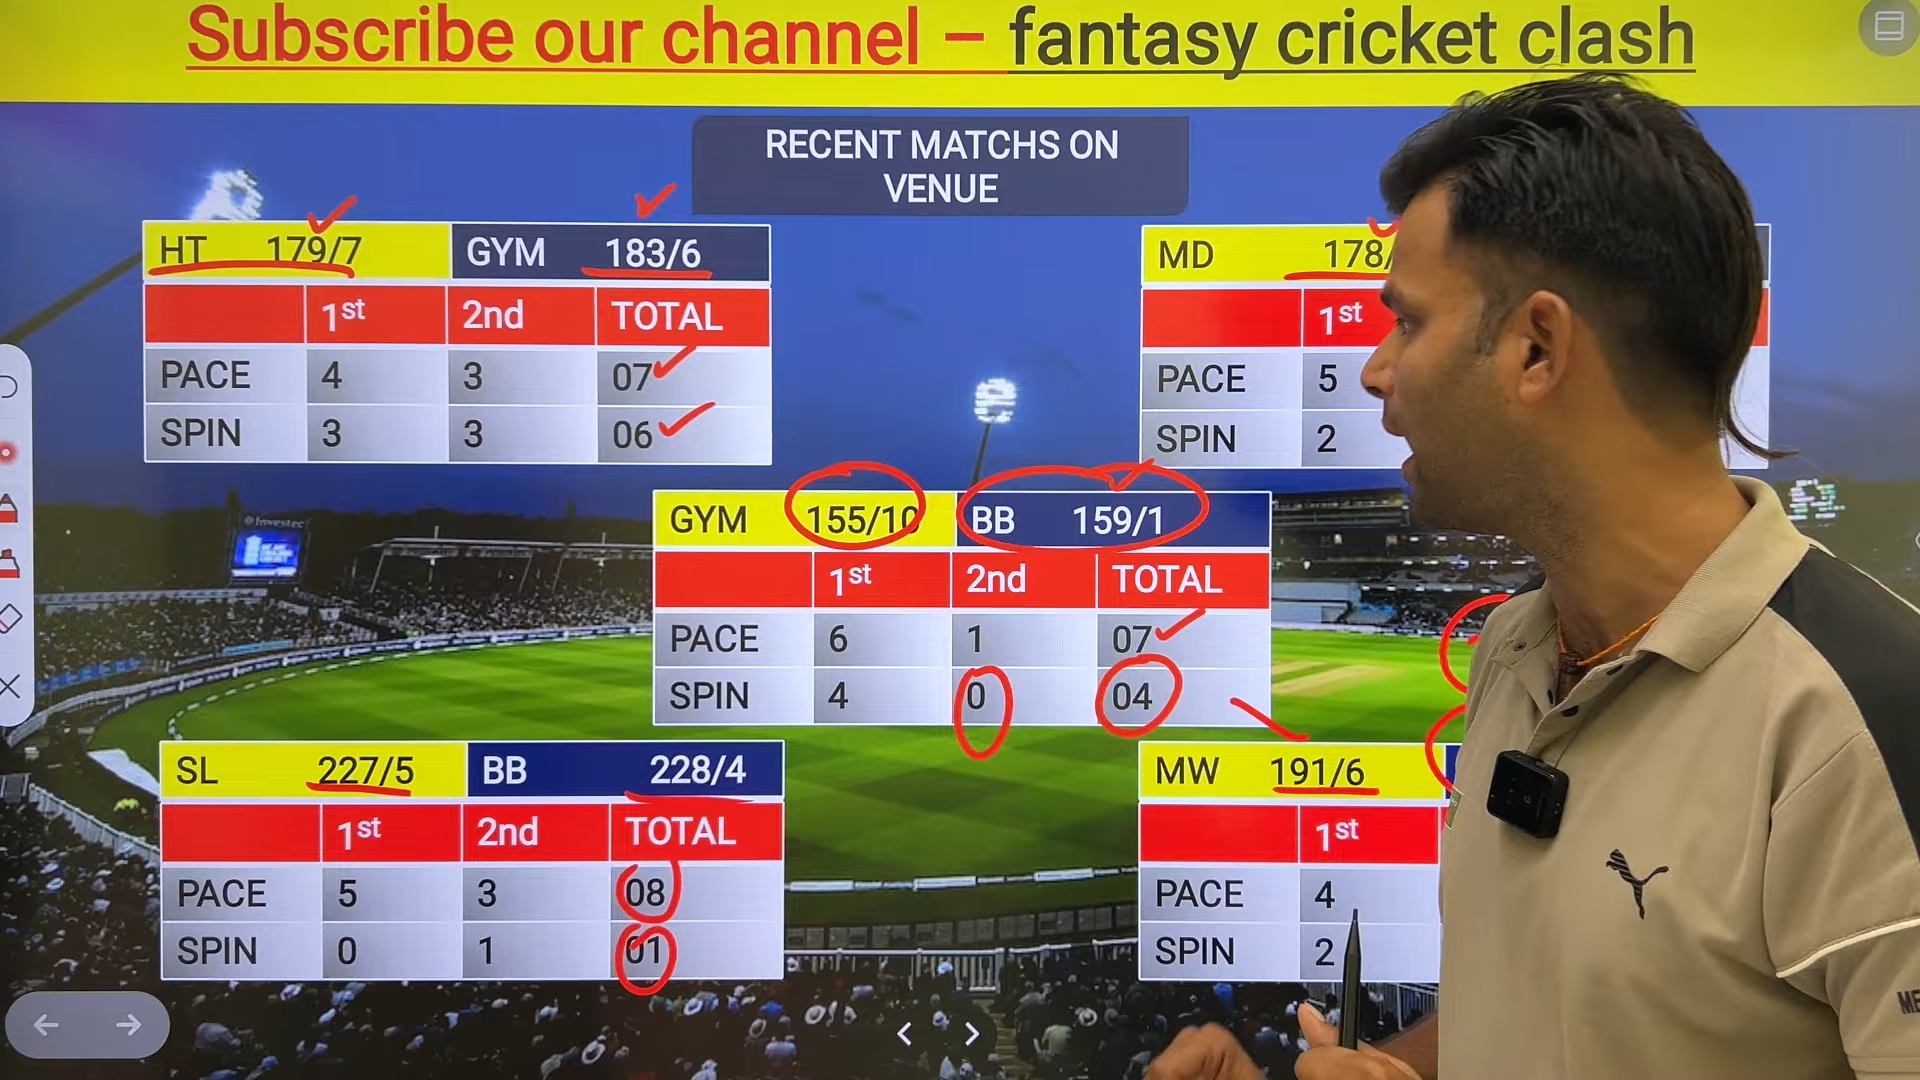 Subscribe our channel – fantasy cricket clash
RECENT MATCHS ON
VENUE
HT 179/7 GYM 183/6
1st 2nd TOTAL
PACE 4 3 07
SPIN 3 3 06
MD 178/
1st
PACE 5
SPIN 2
GYM 155/10 BB 159/1
1st 2nd TOTAL
PACE 6 1 07
SPIN 4 0 04
Investec
SL 227/5 BB 228/4
1st 2nd TOTAL
PACE 5 3 08
SPIN 0 1 01
MW 191/6
1st
PACE 4
SPIN 2